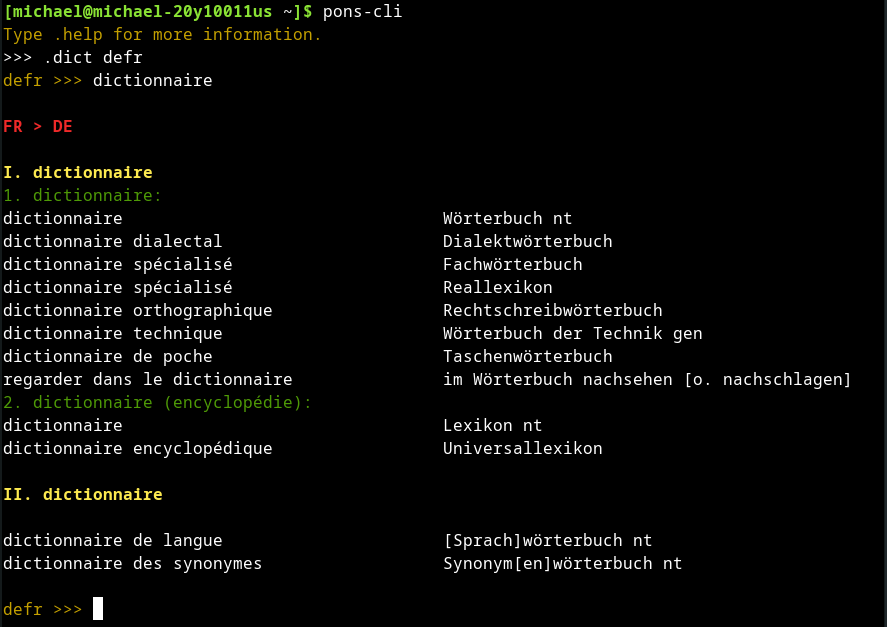 [michael@michael-20y10011us ~]$ pons-cli
Type .help for more information.
>>> .dict defr
defr >>> dictionnaire
FR > DE
I. dictionnaire
1. dictionnaire:
dictionnaire Wörterbuch nt
dictionnaire dialectal Dialektwörterbuch
dictionnaire spécialisé Fachwörterbuch
dictionnaire spécialisé Reallexikon
dictionnaire orthographique Rechtschreibwörterbuch
dictionnaire technique Wörterbuch der Technik gen
dictionnaire de poche Taschenwörterbuch
regarder dans le dictionnaire im Wörterbuch nachsehen [o. nachschlagen]
2. dictionnaire (encyclopédie):
dictionnaire Lexikon nt
dictionnaire encyclopédique Universallexikon
II. dictionnaire
dictionnaire de langue [Sprach]wörterbuch nt
dictionnaire des synonymes Synonym[en]wörterbuch nt
defr >>>